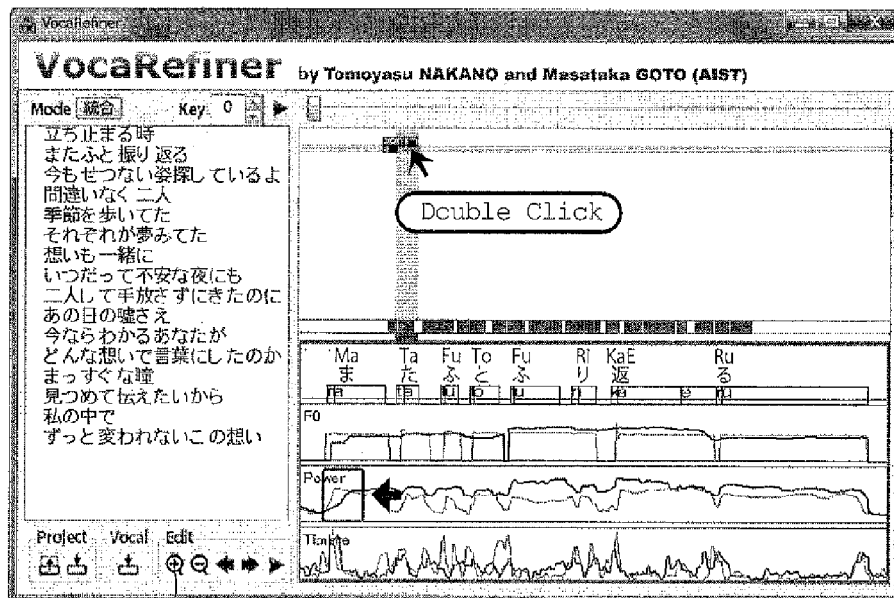 VocaRefiner
VocaRefiner by Tomoyasu NAKANO and Masataka GOTO (AIST)
Mode 統合 Key: 0
立ち止まる時
またふと振り返る
今もせつない姿探しているよ
間違いなく二人
季節を歩いてた
それぞれが夢みてた
想いも一緒に
いつだって不安な夜にも
二人して手放さずにきたのに
あの日の嘘さえ
今ならわかるあなたが
どんな想いで言葉にしたのか
まっすぐな瞳
見つめて伝えたいから
私の中で
ずっと変われないこの想い
Double Click
Ma Ta Fu To Fu Ri KaE Ru
ま た ふ と ふ り 返 る
F0
Power
Timbre
Project Vocal Edit